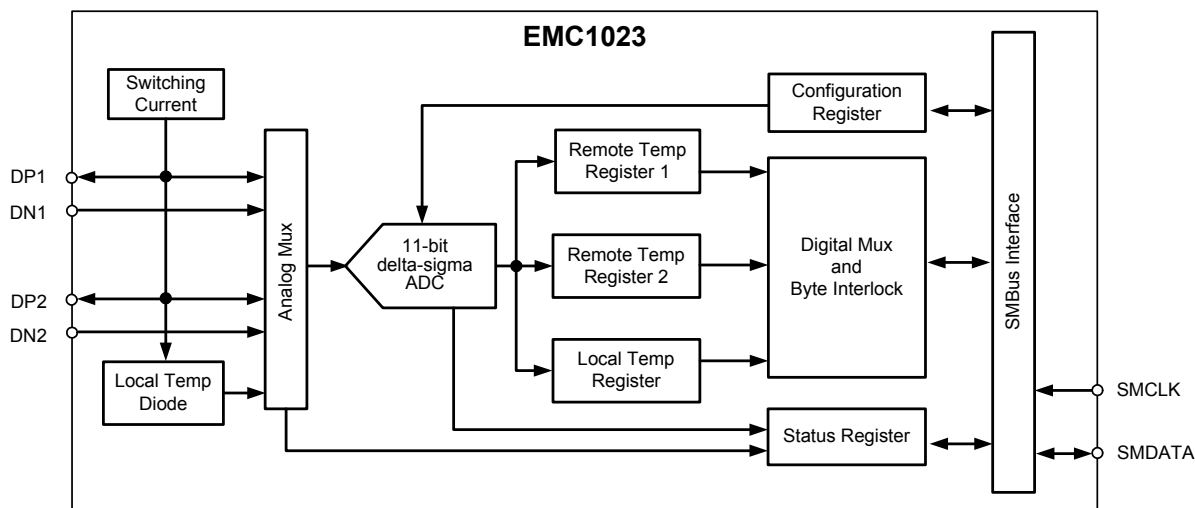 EMC1023
Switching
Current
DP1
DN1
DP2
DN2
Local Temp
Diode
Analog Mux
11-bit
delta-sigma
ADC
Configuration
Register
Remote Temp
Register 1
Remote Temp
Register 2
Local Temp
Register
Digital Mux
and
Byte Interlock
Status Register
SMBus Interface
SMCLK
SMDATA